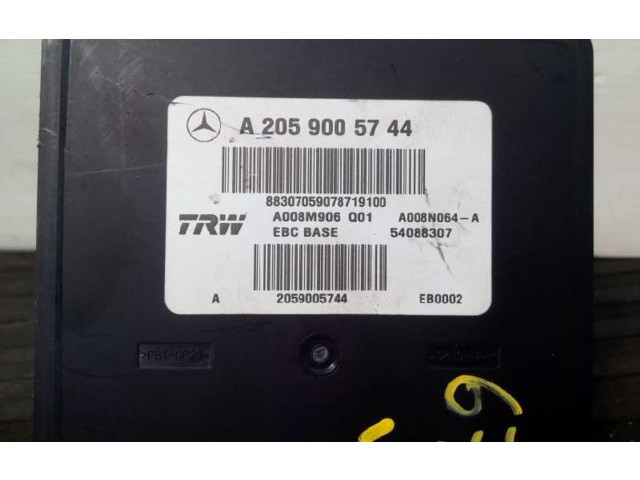 A 205 900 57 44
88307059078719100
TRW A008M906 Q01 A008N064-A
EBC BASE 54088307
A 2059005744 EB0002